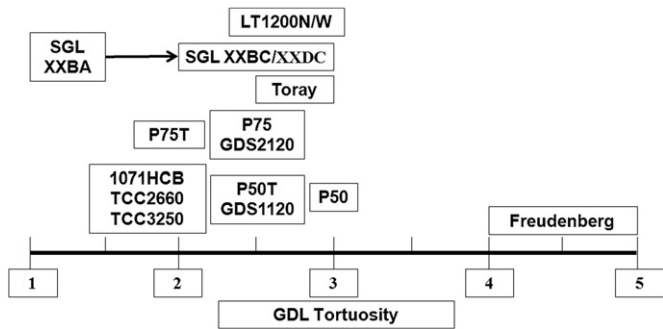 LT1200N/W
SGL
XXBA
SGL XXBC/XXDC
Toray
P75T
P75
GDS2120
1071HCB
TCC2660
TCC3250
P50T
GDS1120
P50
Freudenberg
1
2
3
4
5
GDL Tortuosity